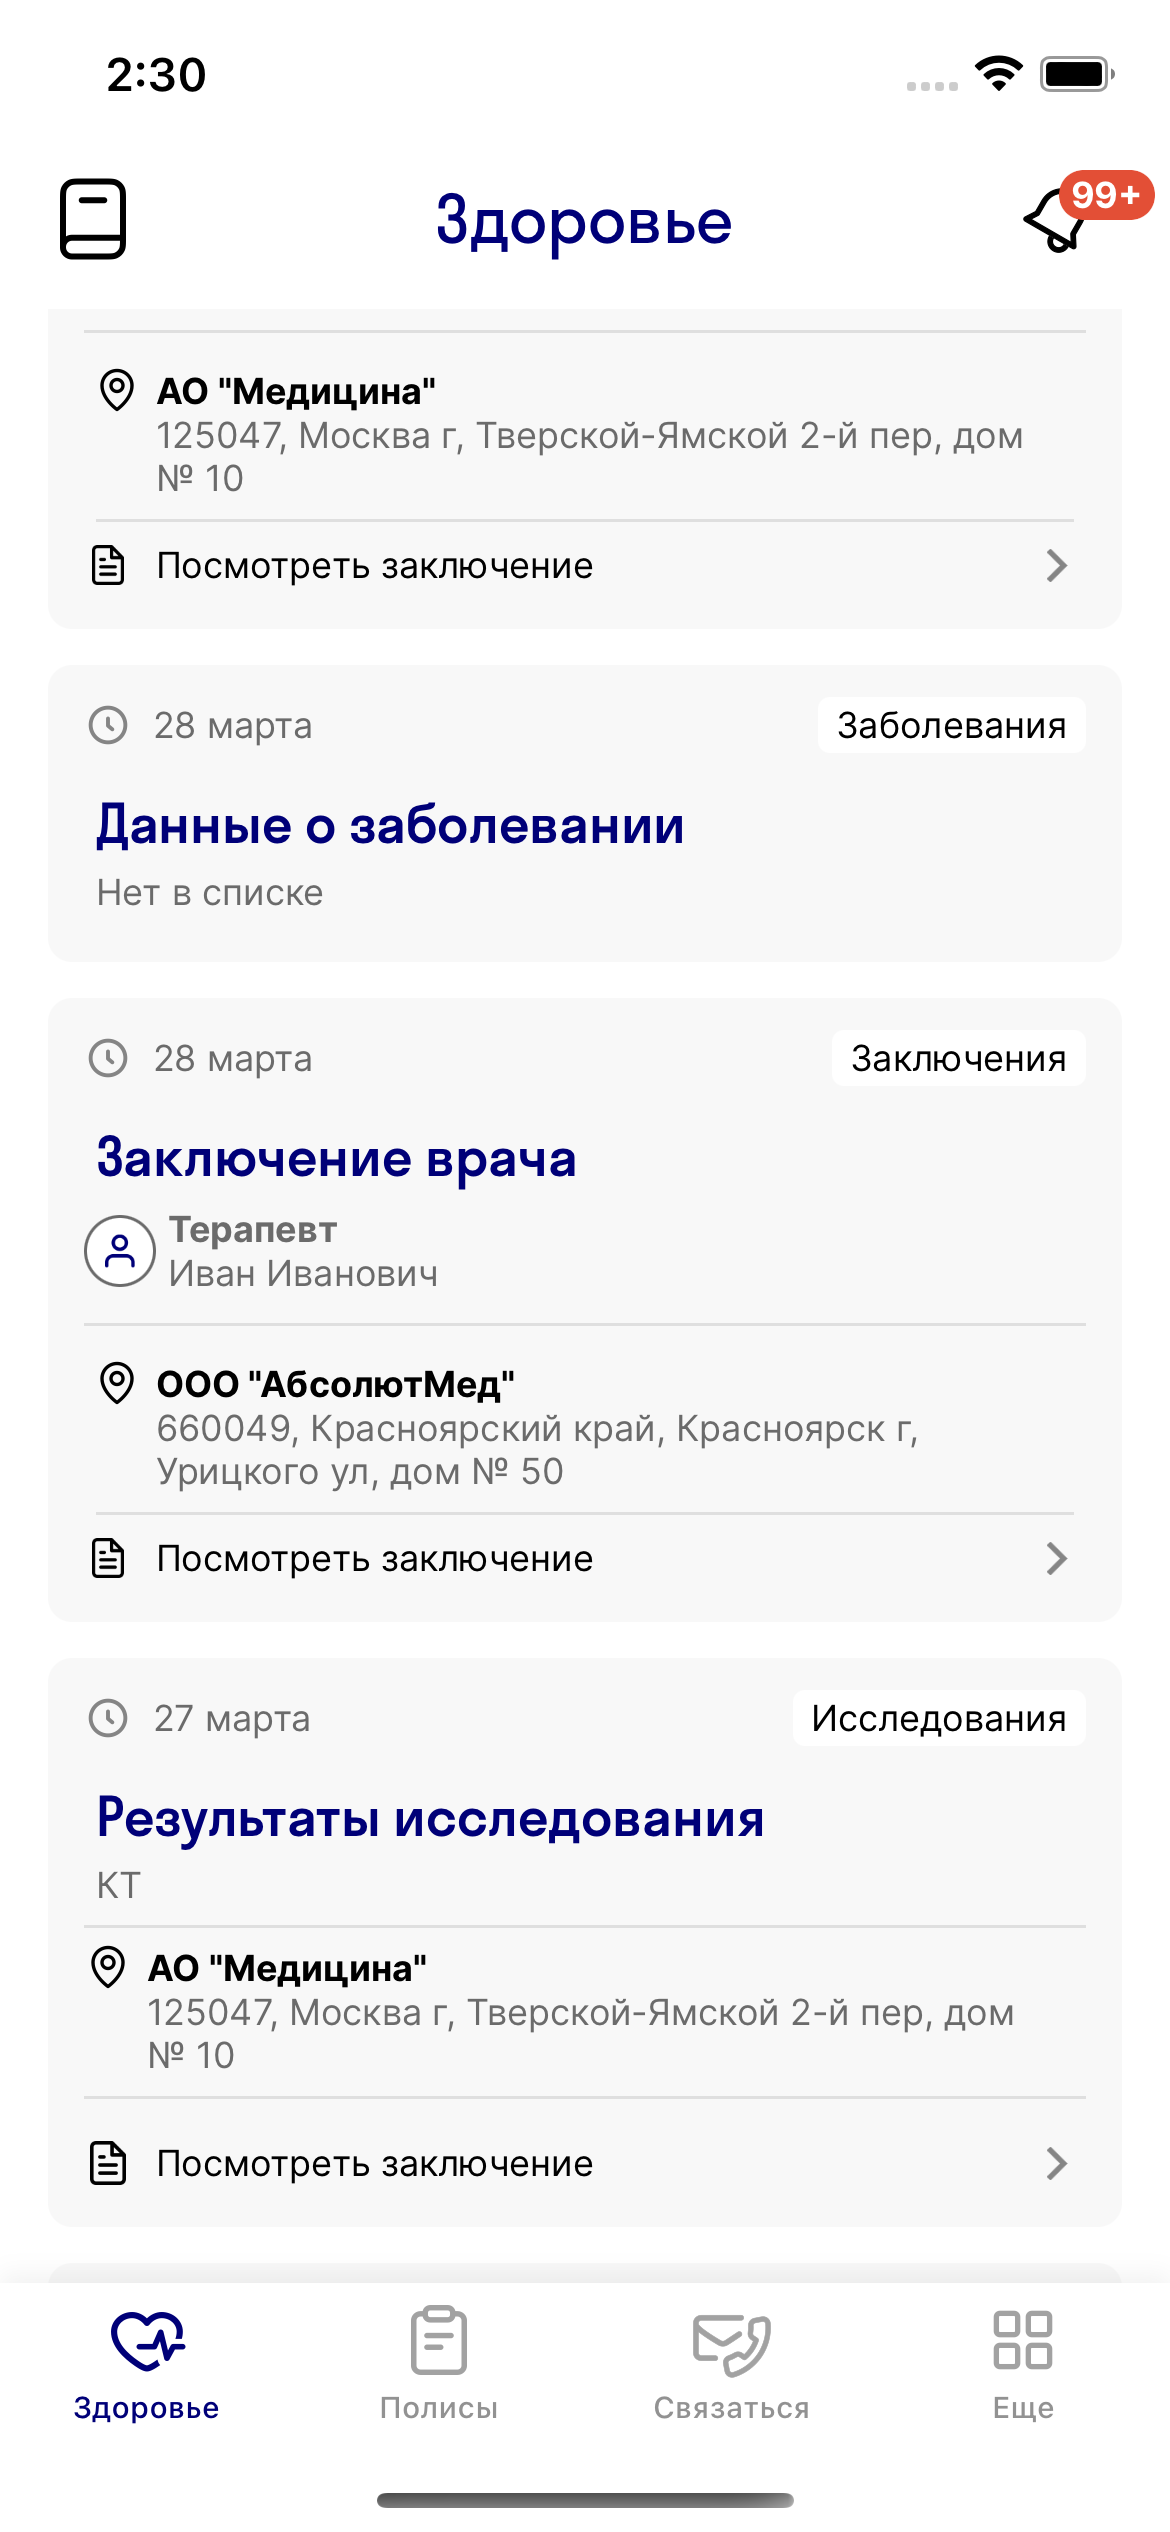 2:30
Здоровье
99+
АО "Медицина"
125047, Москва г, Тверской-Ямской 2-й пер, дом
№ 10
Посмотреть заключение
28 марта
Заболевания
Данные о заболевании
Нет в списке
28 марта
Заключения
Заключение врача
Терапевт
Иван Иванович
ООО "АбсолютМед"
660049, Красноярский край, Красноярск г,
Урицкого ул, дом № 50
Посмотреть заключение
27 марта
Исследования
Результаты исследования
КТ
АО "Медицина"
125047, Москва г, Тверской-Ямской 2-й пер, дом
№ 10
Посмотреть заключение
Здоровье
Полисы
Связаться
Еще